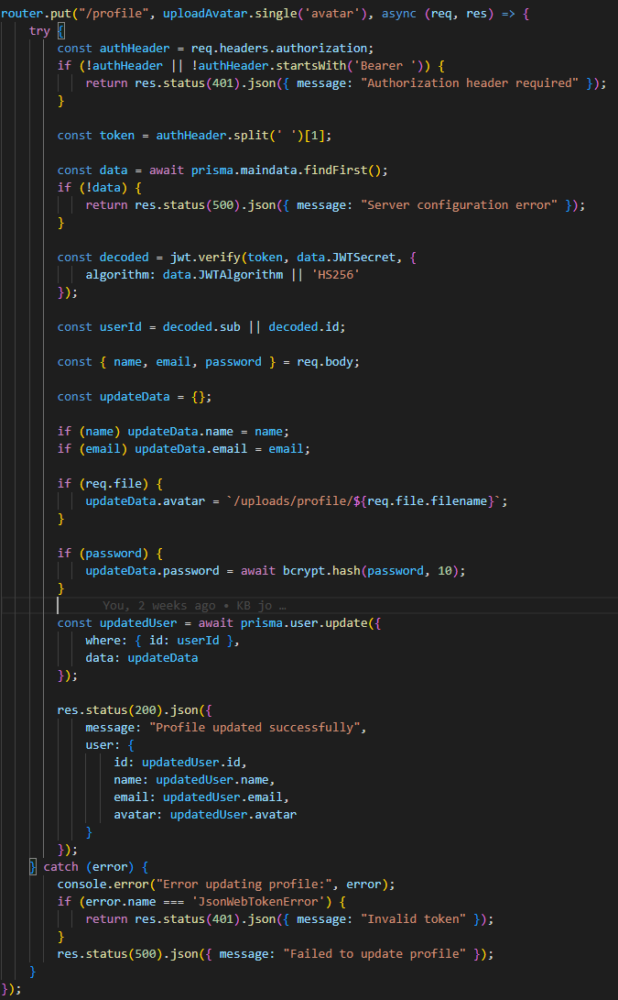 router.put("/profile", uploadAvatar.single('avatar'), async (req, res) => {
try {
const authHeader = req.headers.authorization;
if (!authHeader || !authHeader.startsWith('Bearer ')) {
return res.status(401).json({ message: "Authorization header required" });
}
const token = authHeader.split(' ')[1];
const data = await prisma.maindata.findFirst();
if (!data) {
return res.status(500).json({ message: "Server configuration error" });
}
const decoded = jwt.verify(token, data.JWTSecret, {
algorithm: data.JWTAlgorithm || 'HS256'
});
const userId = decoded.sub || decoded.id;
const { name, email, password } = req.body;
const updateData = {};
if (name) updateData.name = name;
if (email) updateData.email = email;
if (req.file) {
updateData.avatar = `/uploads/profile/${req.file.filename}`;
}
if (password) {
updateData.password = await bcrypt.hash(password, 10);
}
You, 2 weeks ago • KB jo …
const updatedUser = await prisma.user.update({
where: { id: userId },
data: updateData
});
res.status(200).json({
message: "Profile updated successfully",
user: {
id: updatedUser.id,
name: updatedUser.name,
email: updatedUser.email,
avatar: updatedUser.avatar
}
});
} catch (error) {
console.error("Error updating profile:", error);
if (error.name === 'JsonWebTokenError') {
return res.status(401).json({ message: "Invalid token" });
}
res.status(500).json({ message: "Failed to update profile" });
}
});